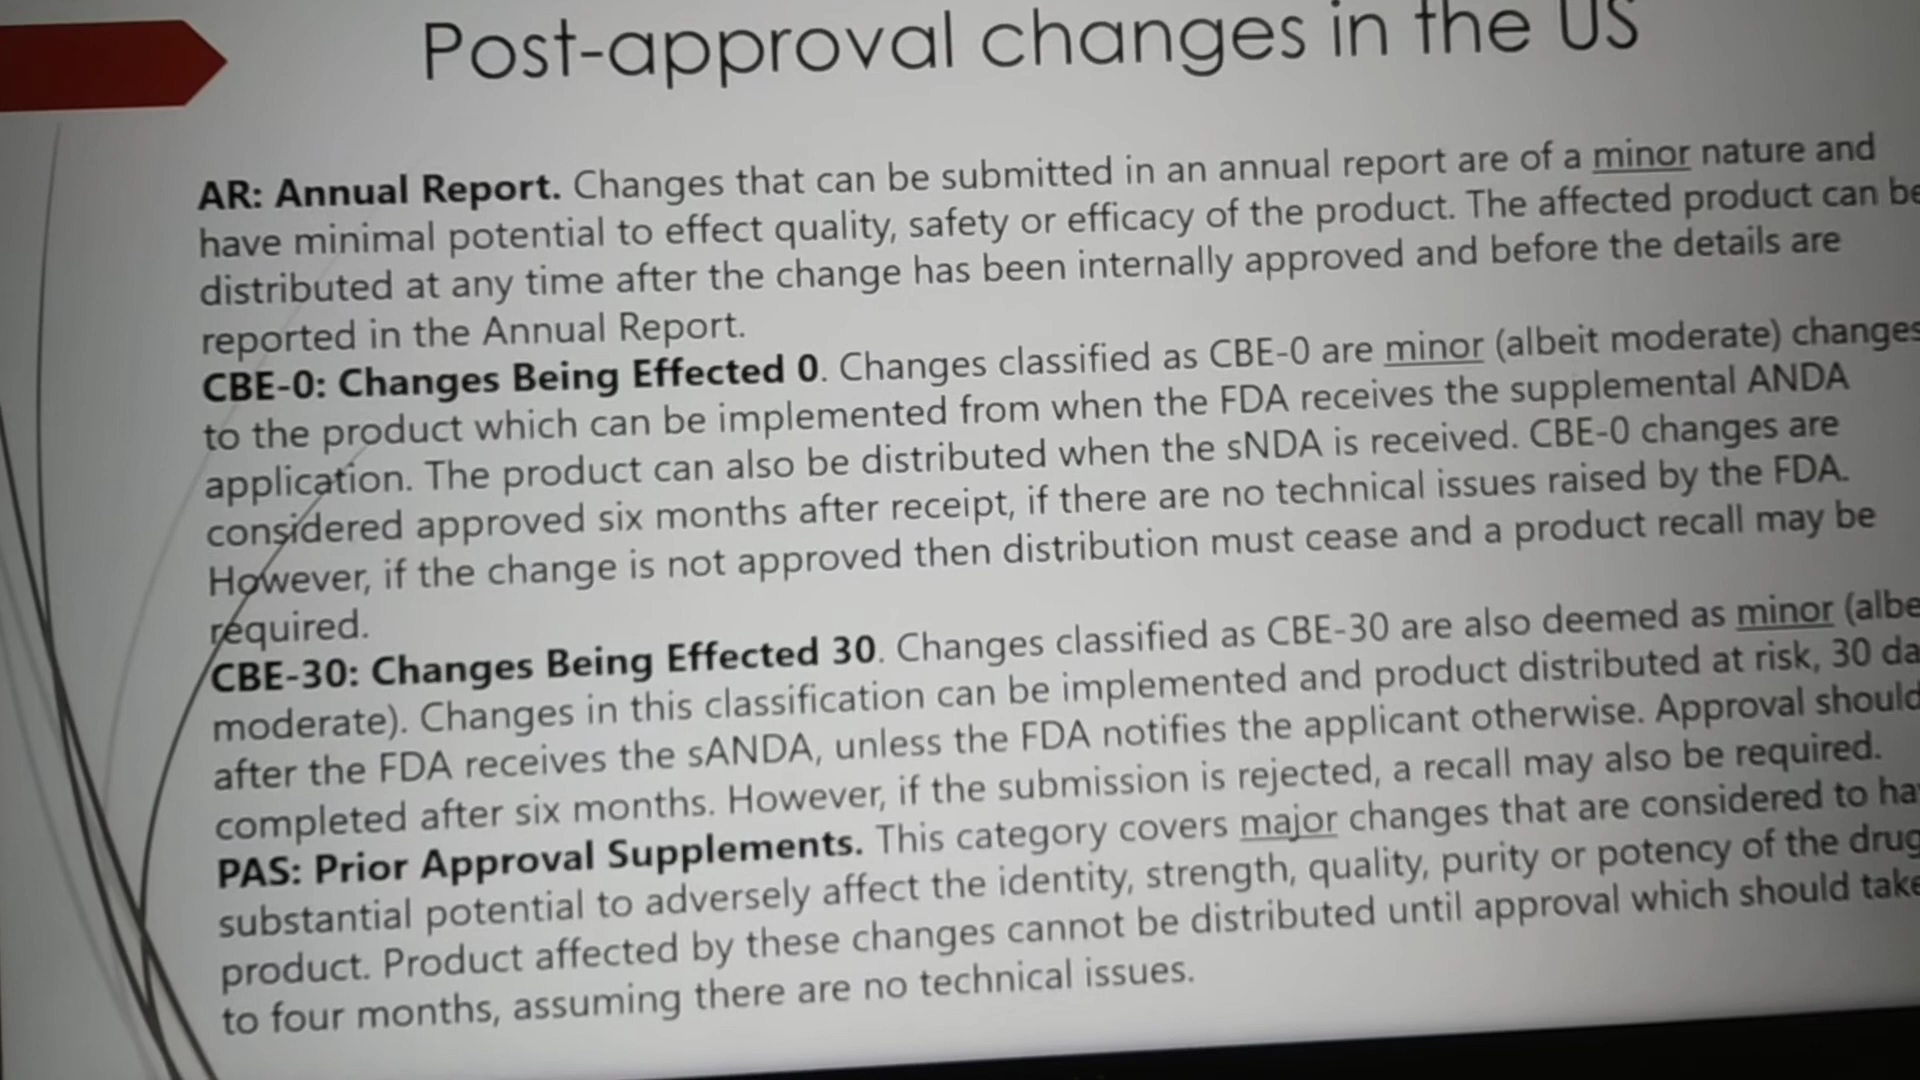 Post-approval changes in the US
AR: Annual Report. Changes that can be submitted in an annual report are of a minor nature and
have minimal potential to effect quality, safety or efficacy of the product. The affected product can be
distributed at any time after the change has been internally approved and before the details are
reported in the Annual Report.
CBE-0: Changes Being Effected 0. Changes classified as CBE-0 are minor (albeit moderate) changes
to the product which can be implemented from when the FDA receives the supplemental ANDA
application. The product can also be distributed when the sNDA is received. CBE-0 changes are
considered approved six months after receipt, if there are no technical issues raised by the FDA.
However, if the change is not approved then distribution must cease and a product recall may be
required.
CBE-30: Changes Being Effected 30. Changes classified as CBE-30 are also deemed as minor
moderate). Changes in this classification can be implemented and product distributed at risk, 30
after the FDA receives the sANDA, unless the FDA notifies the applicant otherwise. Approval should
completed after six months. However, if the submission is rejected, a recall may also be required.
PAS: Prior Approval Supplements. This category covers major changes that are considered to
substantial potential to adversely affect the identity, strength, quality, purity or potency of the drug
product. Product affected by these changes cannot be distributed until approval which should take
to four months, assuming there are no technical issues.